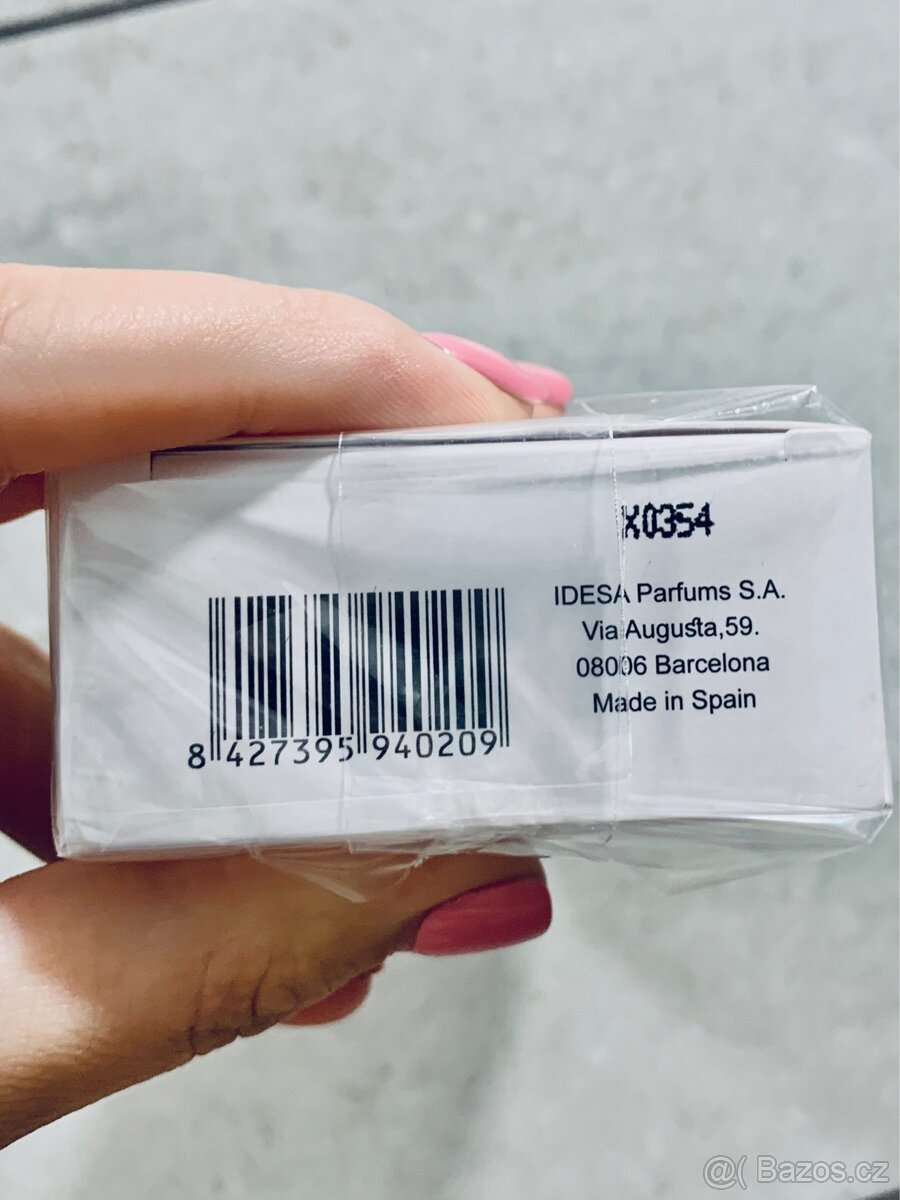 X0354
IDESA Parfums S.A.
Via Augusta,59.
08006 Barcelona
Made in Spain
8 427395 940209
@( Bazos.cz